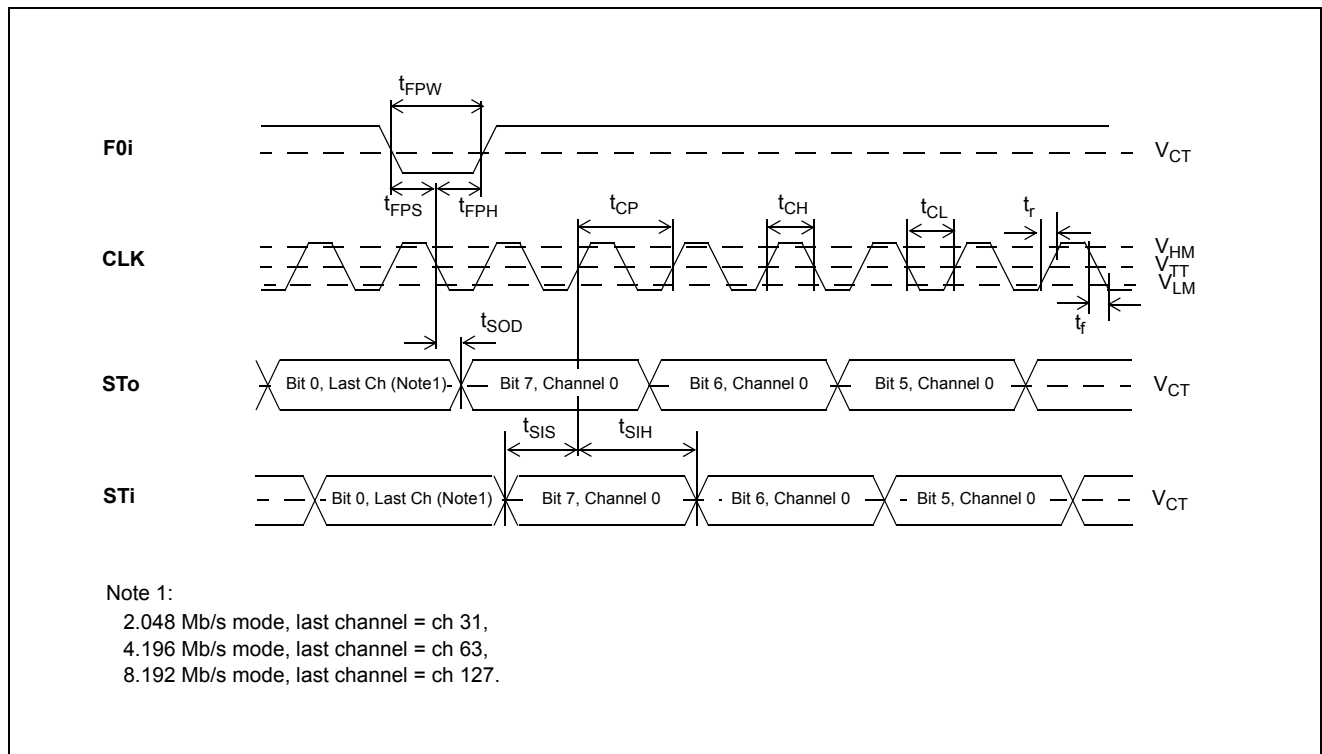 tFPW
F0i
VCT
tFPS tFPH
tCP tCH tCL tr
CLK
VHM
VTT
VLM
tf
tSOD
STo
Bit 0, Last Ch (Note1) Bit 7, Channel 0 Bit 6, Channel 0 Bit 5, Channel 0
VCT
tSIS tSIH
STi
Bit 0, Last Ch (Note1) Bit 7, Channel 0 Bit 6, Channel 0 Bit 5, Channel 0
VCT
Note 1:
2.048 Mb/s mode, last channel = ch 31,
4.196 Mb/s mode, last channel = ch 63,
8.192 Mb/s mode, last channel = ch 127.